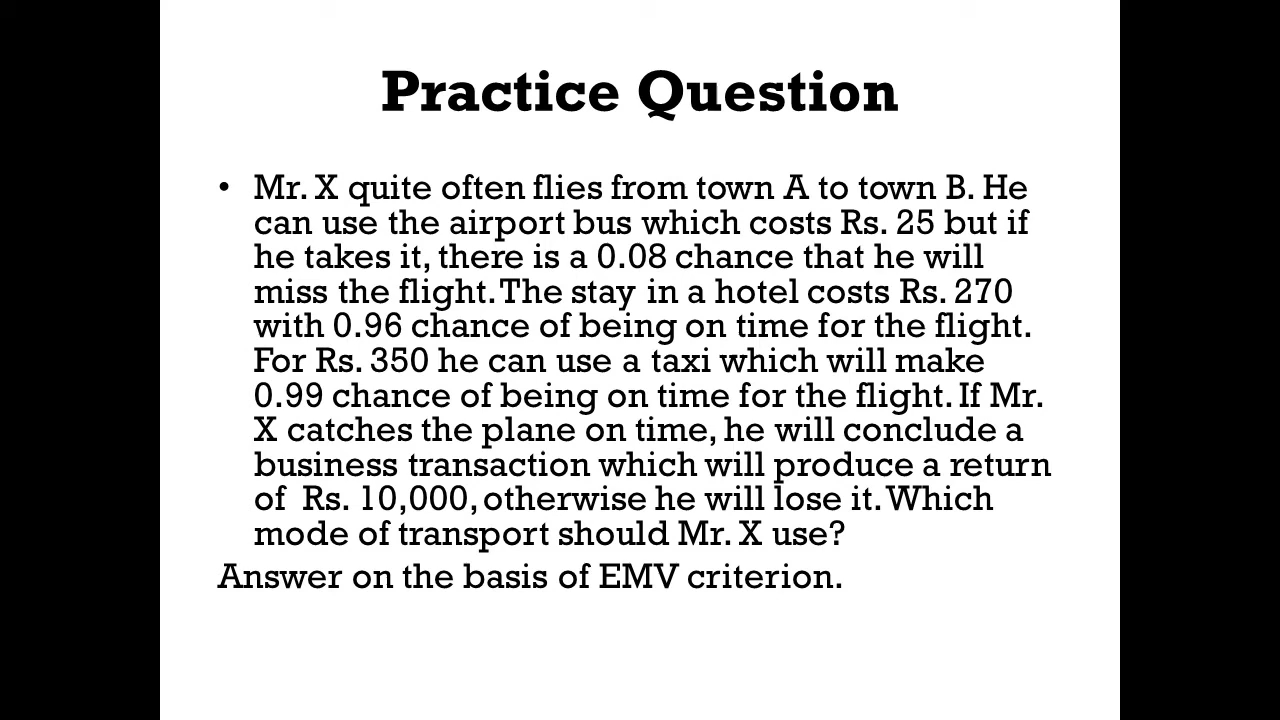 Practice Question
• Mr. X quite often flies from town A to town B. He
can use the airport bus which costs Rs. 25 but if
he takes it, there is a 0.08 chance that he will
miss the flight. The stay in a hotel costs Rs. 270
with 0.96 chance of being on time for the flight.
For Rs. 350 he can use a taxi which will make
0.99 chance of being on time for the flight. If Mr.
X catches the plane on time, he will conclude a
business transaction which will produce a return
of Rs. 10,000, otherwise he will lose it. Which
mode of transport should Mr. X use?
Answer on the basis of EMV criterion.